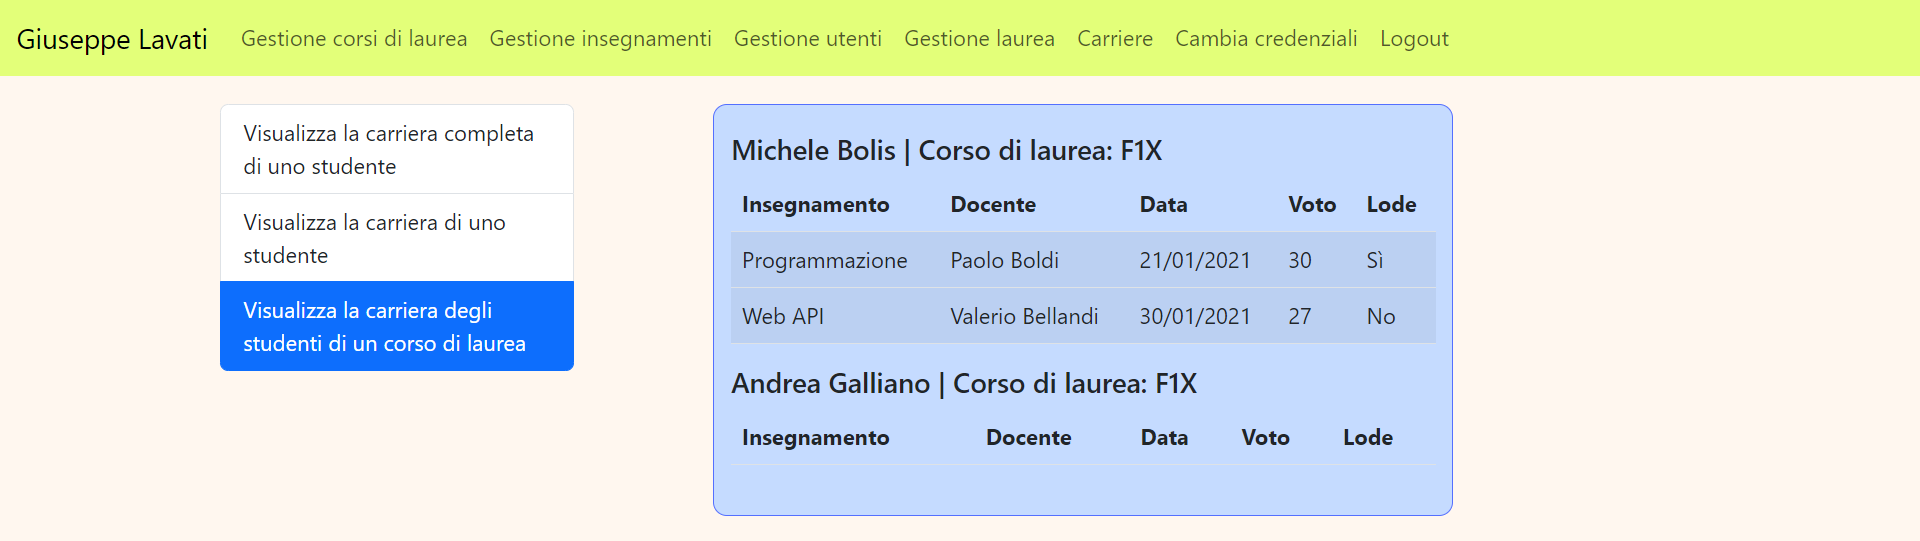 Giuseppe Lavati Gestione corsi di laurea Gestione insegnamenti Gestione utenti Gestione laurea Carriere Cambia credenziali Logout
Visualizza la carriera completa
di uno studente
Visualizza la carriera di uno
studente
Visualizza la carriera degli
studenti di un corso di laurea
Michele Bolis | Corso di laurea: F1X
Insegnamento Docente Data Voto Lode
Programmazione Paolo Boldi 21/01/2021 30 Sì
Web API Valerio Bellandi 30/01/2021 27 No
Andrea Galliano | Corso di laurea: F1X
Insegnamento Docente Data Voto Lode